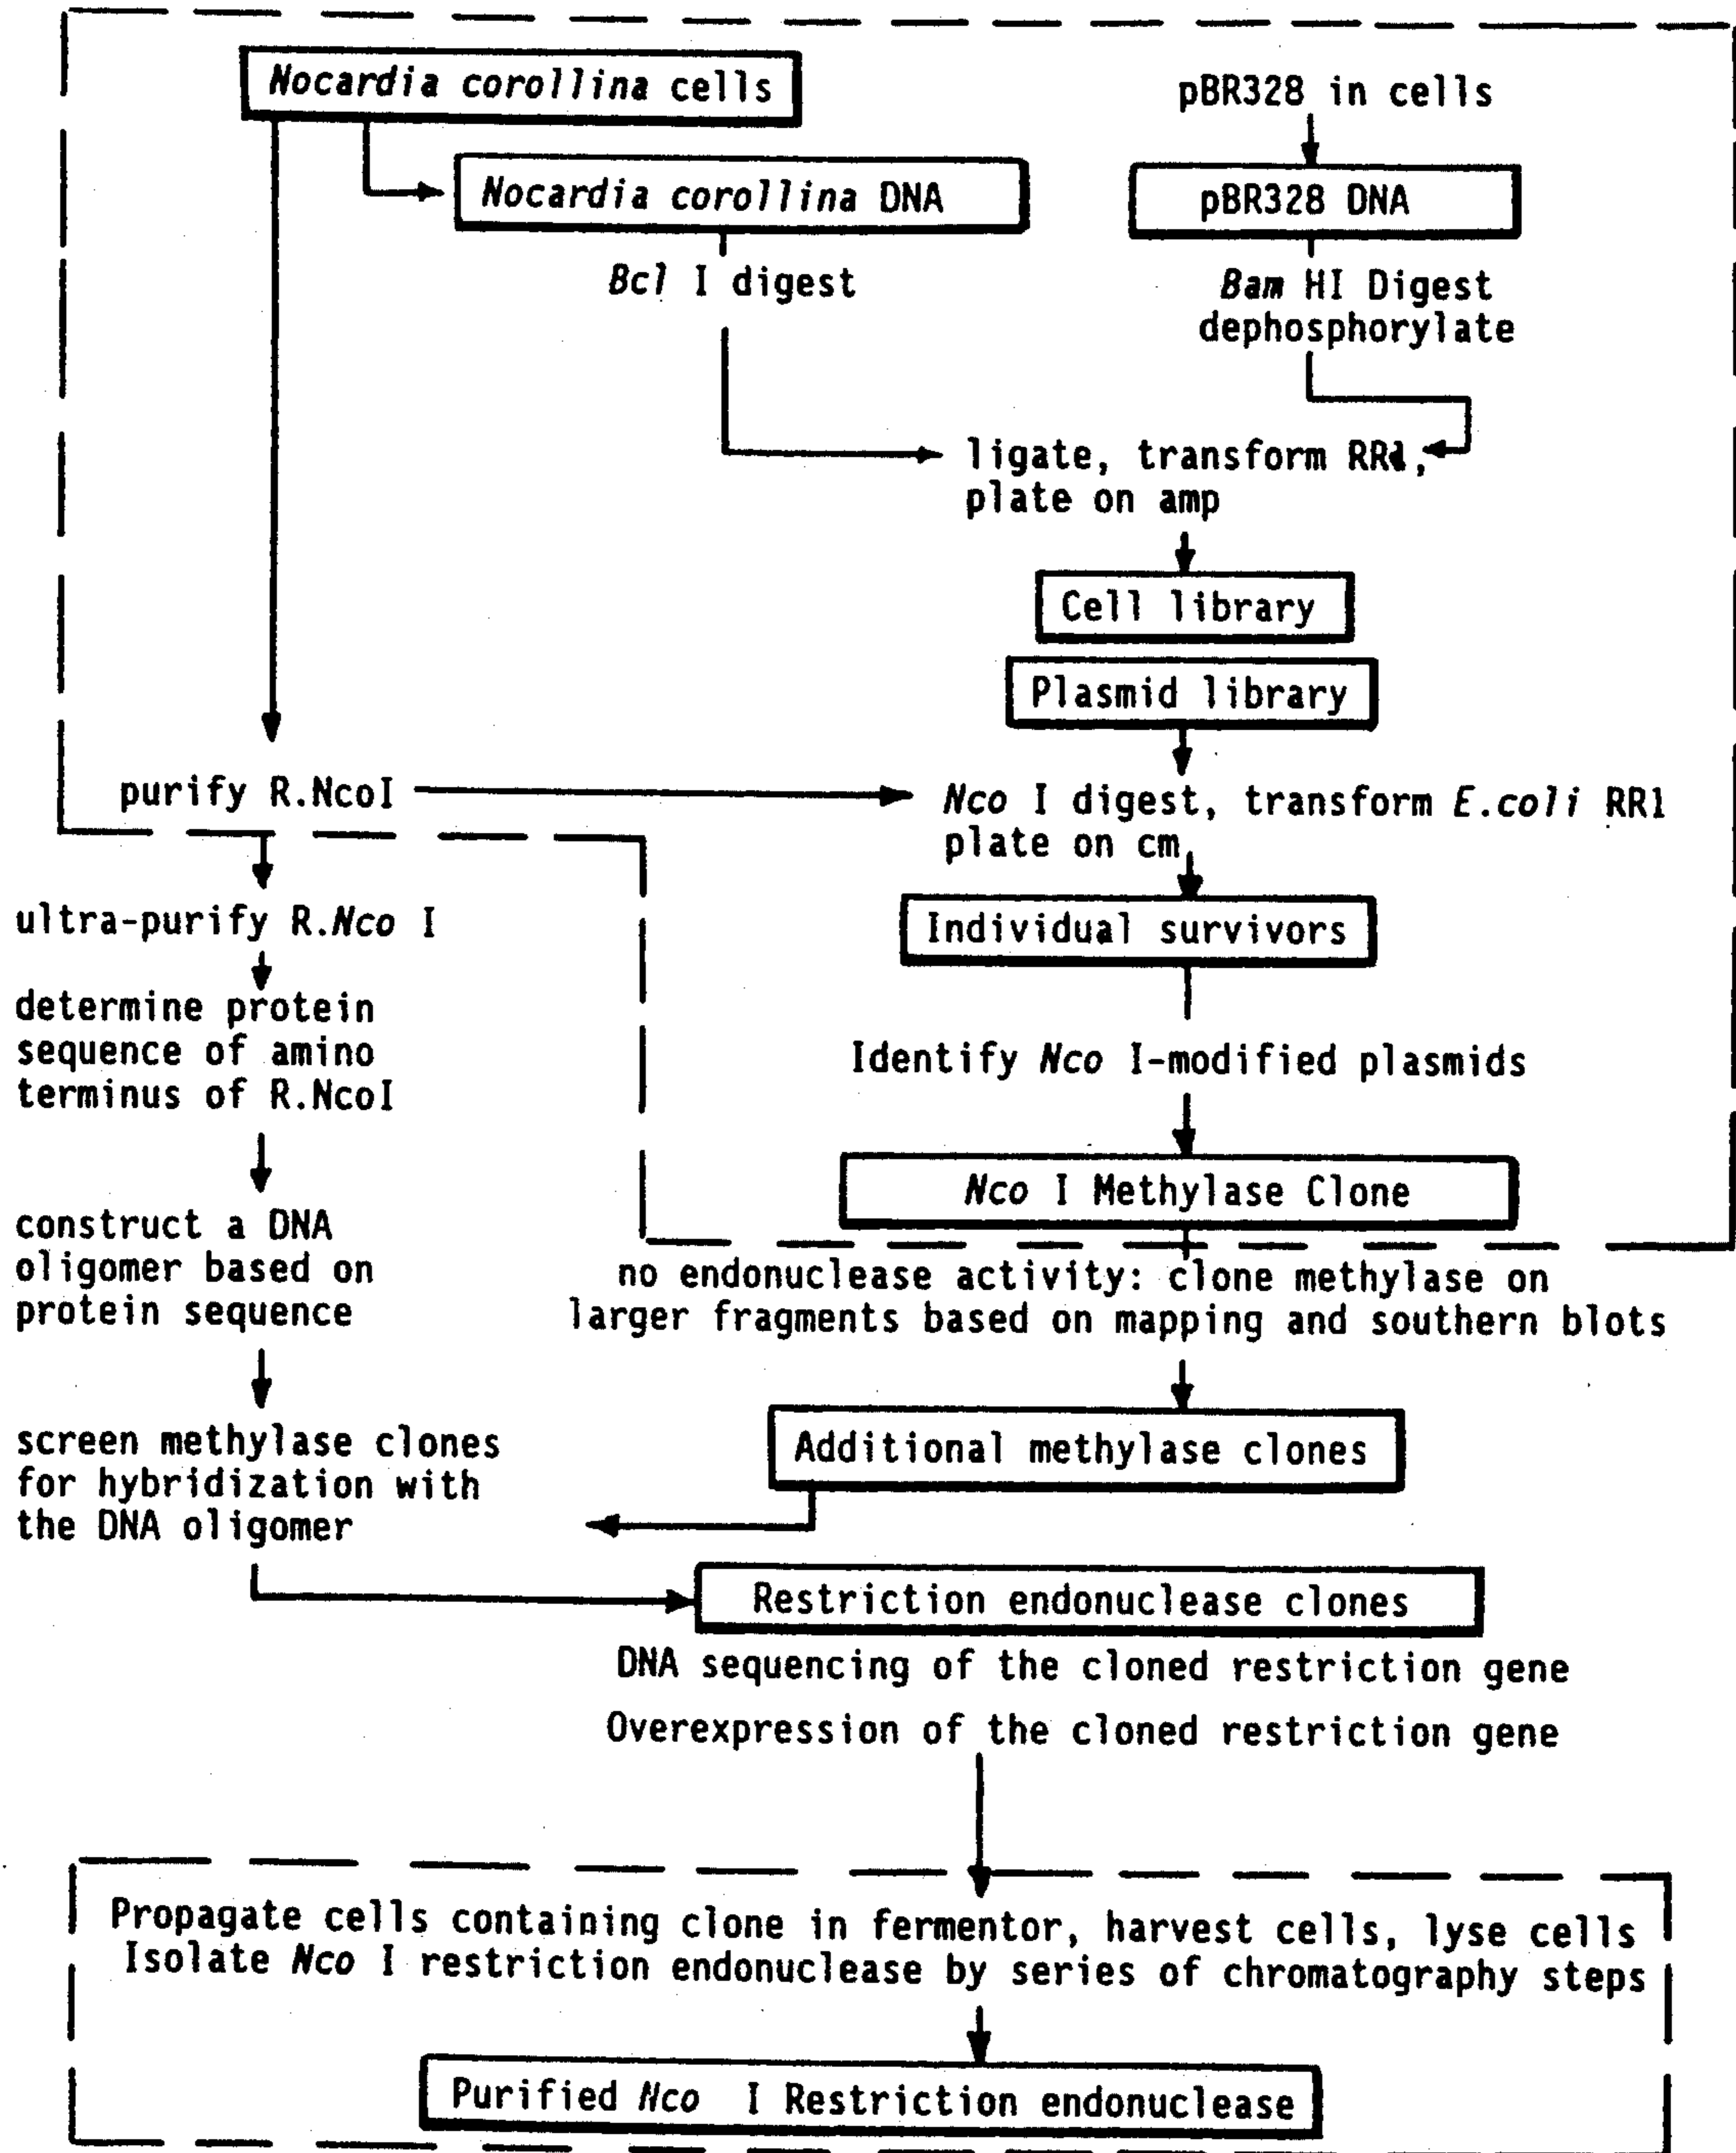 Nocardia corollina cells
pBR328 in cells
Nocardia corollina DNA
pBR328 DNA
Bcl I digest
Bam HI Digest
dephosphorylate
ligate, transform RR1,
plate on amp
Cell library
Plasmid library
purify R.NcoI
Nco I digest, transform E.coli RR1
plate on cm
Individual survivors
ultra-purify R.Nco I
determine protein
sequence of amino
terminus of R.NcoI
Identify Nco I-modified plasmids
Nco I Methylase Clone
construct a DNA
oligomer based on
protein sequence
no endonuclease activity: clone methylase on
larger fragments based on mapping and southern blots
screen methylase clones
for hybridization with
the DNA oligomer
Additional methylase clones
Restriction endonuclease clones
DNA sequencing of the cloned restriction gene
Overexpression of the cloned restriction gene
Propagate cells containing clone in fermentor, harvest cells, lyse cells
Isolate Nco I restriction endonuclease by series of chromatography steps
Purified Nco I Restriction endonuclease